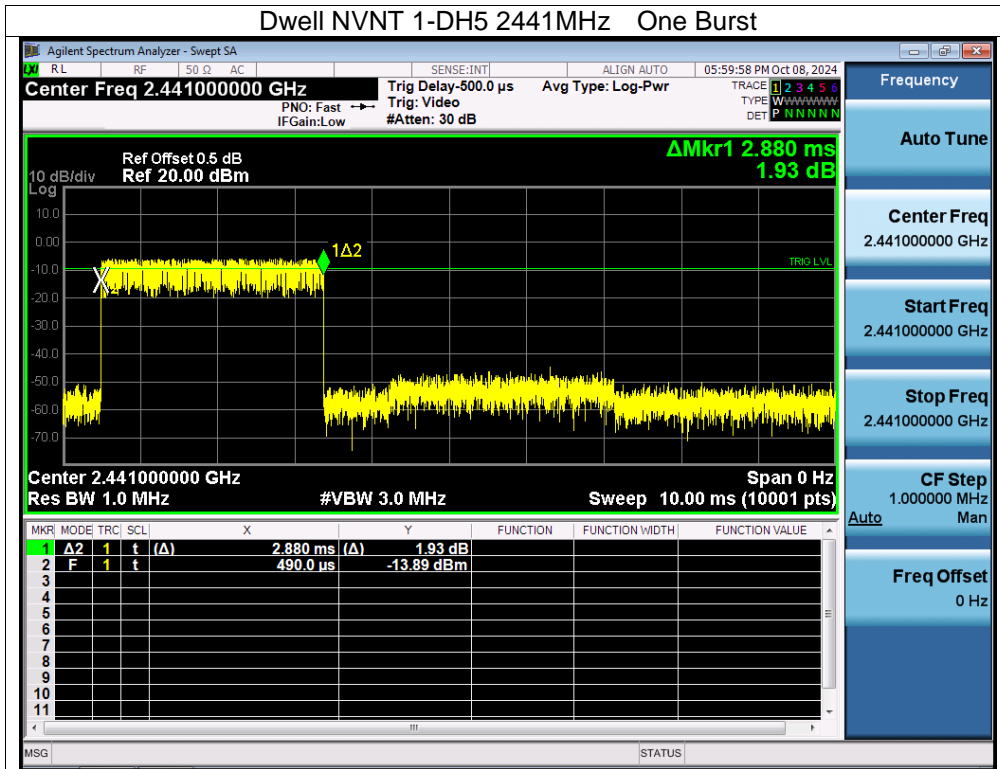 Dwell NVNT 1-DH5 2441MHz One Burst
Agilent Spectrum Analyzer - Swept SA
LXI RL RF 50 Ω AC SENSE:INT ALIGN AUTO 05:59:58 PM Oct 08, 2024
Center Freq 2.441000000 GHz
PNO: Fast
IFGain:Low
Trig Delay-500.0 µs
Trig: Video
#Atten: 30 dB
Avg Type: Log-Pwr
TRACE 1 2 3 4 5 6
TYPE WWWWWW
DET P N N N N N
Frequency
Auto Tune
Center Freq
2.441000000 GHz
Start Freq
2.441000000 GHz
Stop Freq
2.441000000 GHz
CF Step
1.000000 MHz
Auto Man
Freq Offset
0 Hz
ΔMkr1 2.880 ms
1.93 dB
Ref Offset 0.5 dB
10 dB/div Ref 20.00 dBm
Log
10.0
0.00
-10.0
-20.0
-30.0
-40.0
-50.0
-60.0
-70.0
1Δ2
TRIG LVL
Center 2.441000000 GHz Span 0 Hz
Res BW 1.0 MHz #VBW 3.0 MHz Sweep 10.00 ms (10001 pts)
MKR MODE TRC SCL X Y FUNCTION FUNCTION WIDTH FUNCTION VALUE
1 Δ2 1 t (Δ) 2.880 ms (Δ) 1.93 dB
2 F 1 t 490.0 µs -13.89 dBm
3
4
5
6
7
8
9
10
11
MSG STATUS